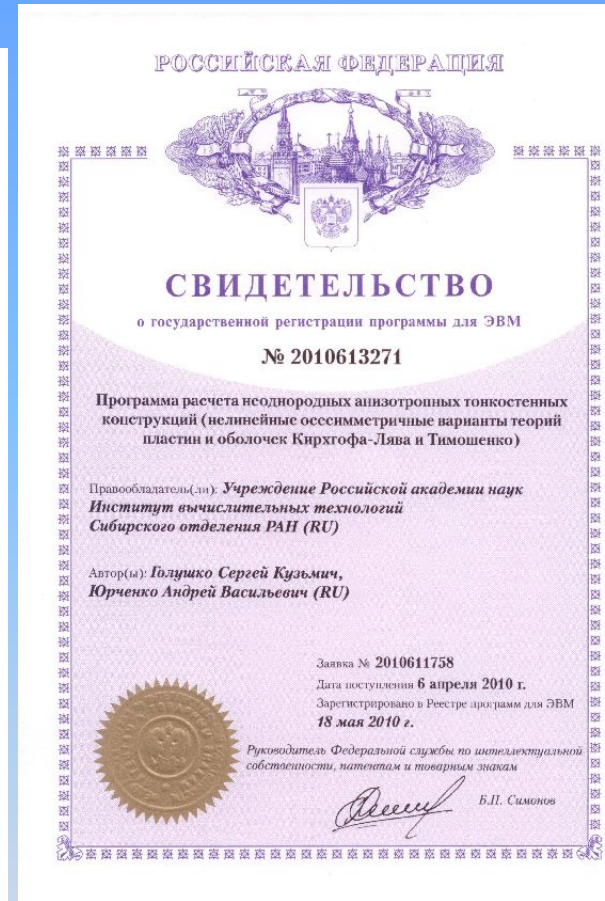 РОССИЙСКАЯ ФЕДЕРАЦИЯ
СВИДЕТЕЛЬСТВО
о государственной регистрации программы для ЭВМ
№ 2010613271
Программа расчета неоднородных анизотропных тонкостенных
конструкций (нелинейные осесимметричные варианты теорий
пластин и оболочек Кирхгофа-Лява и Тимошенко)
Правообладатель(ли): Учреждение Российской академии наук
Институт вычислительных технологий
Сибирского отделения РАН (RU)
Автор(ы): Голушко Сергей Кузьмич,
Юрченко Андрей Васильевич (RU)
Заявка № 2010611758
Дата поступления 6 апреля 2010 г.
Зарегистрировано в Реестре программ для ЭВМ
18 мая 2010 г.
Руководитель Федеральной службы по интеллектуальной
собственности, патентам и товарным знакам
Б.П. Симонов